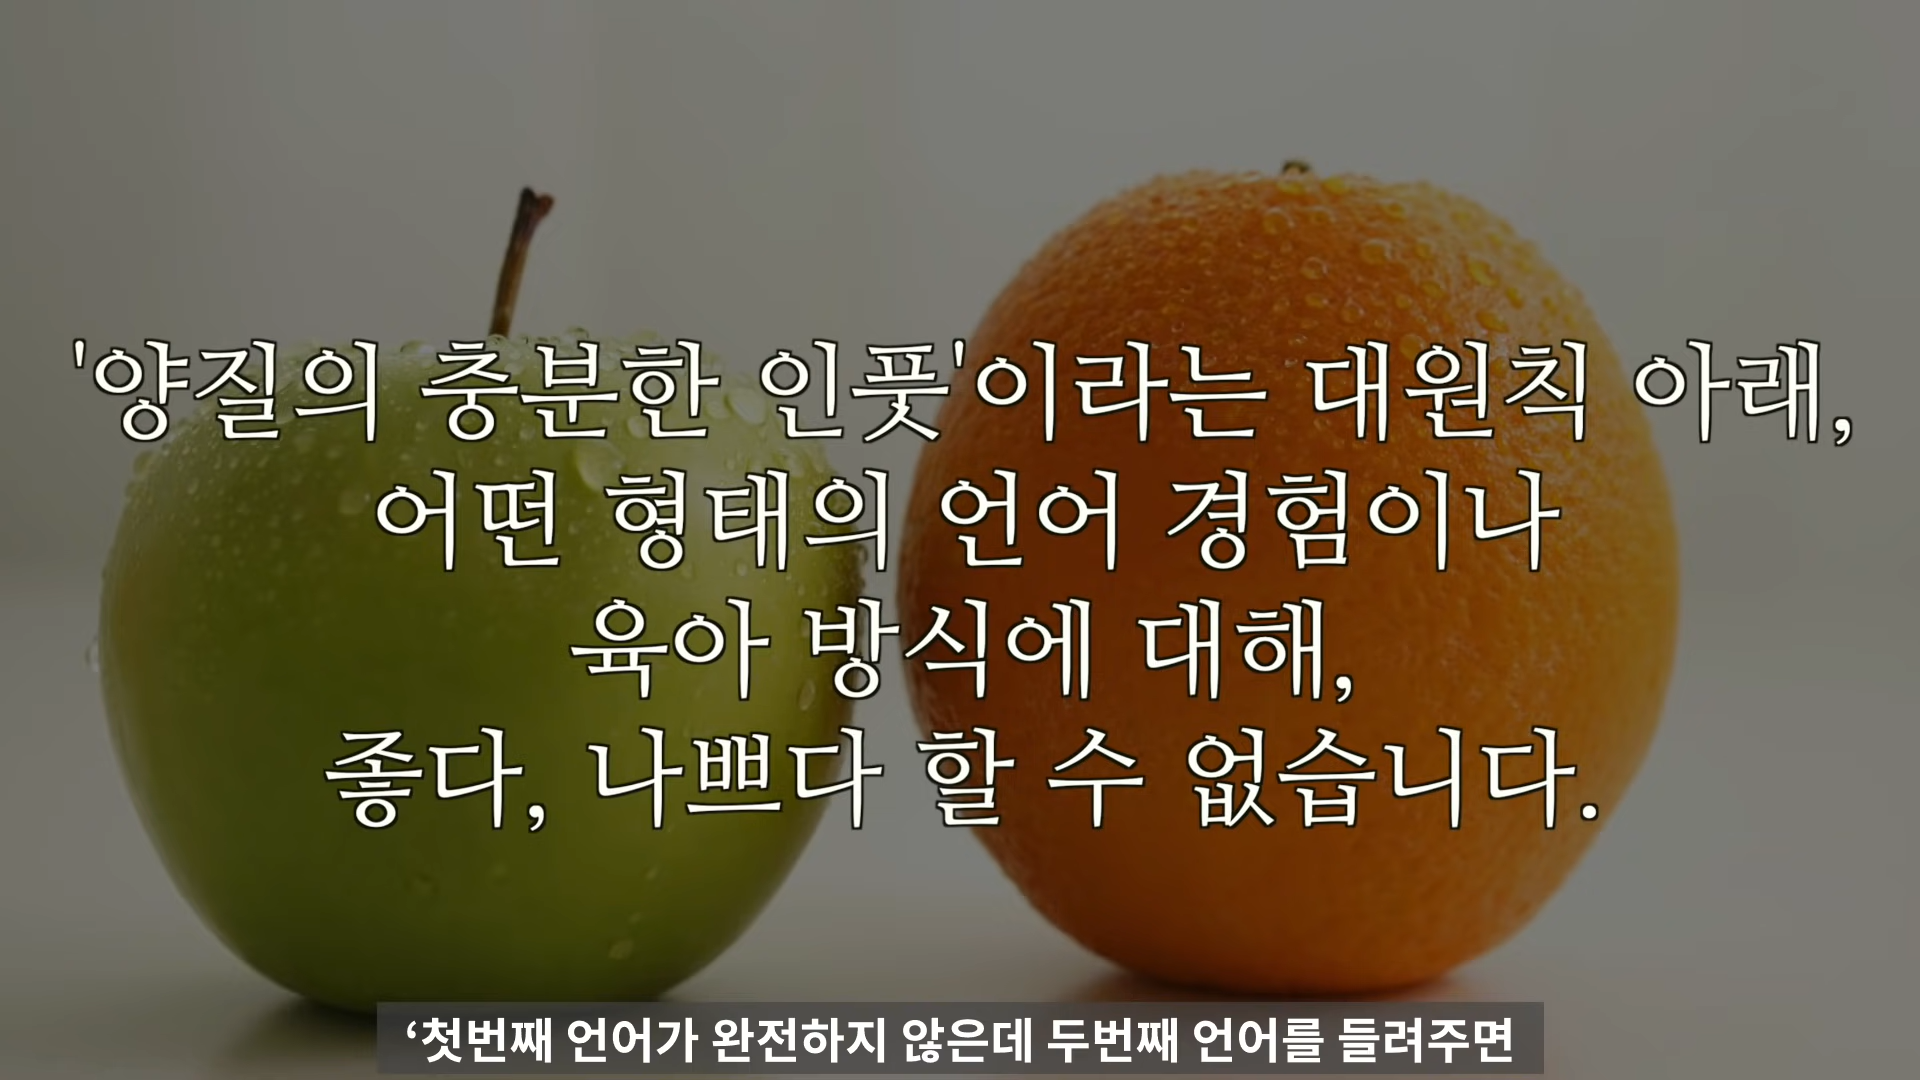 '양질의 충분한 인풋'이라는 대원칙 아래,
어떤 형태의 언어 경험이나
육아 방식에 대해,
좋다, 나쁘다 할 수 없습니다.
‘첫번째 언어가 완전하지 않은데 두번째 언어를 들려주면